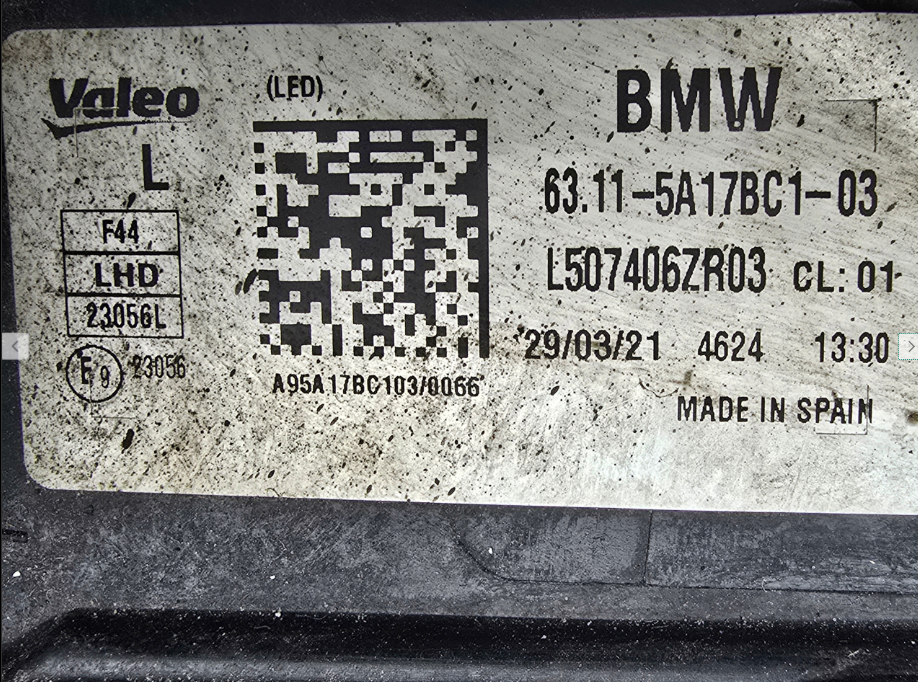 Valeo
(LED)
BMW
L
63.11-5A17BC1-03
F44
LHD
L507406ZR03 CL: 01
23056L
29/03/21 4624 13:30
E9 23056
A95A17BC103/0066
MADE IN SPAIN